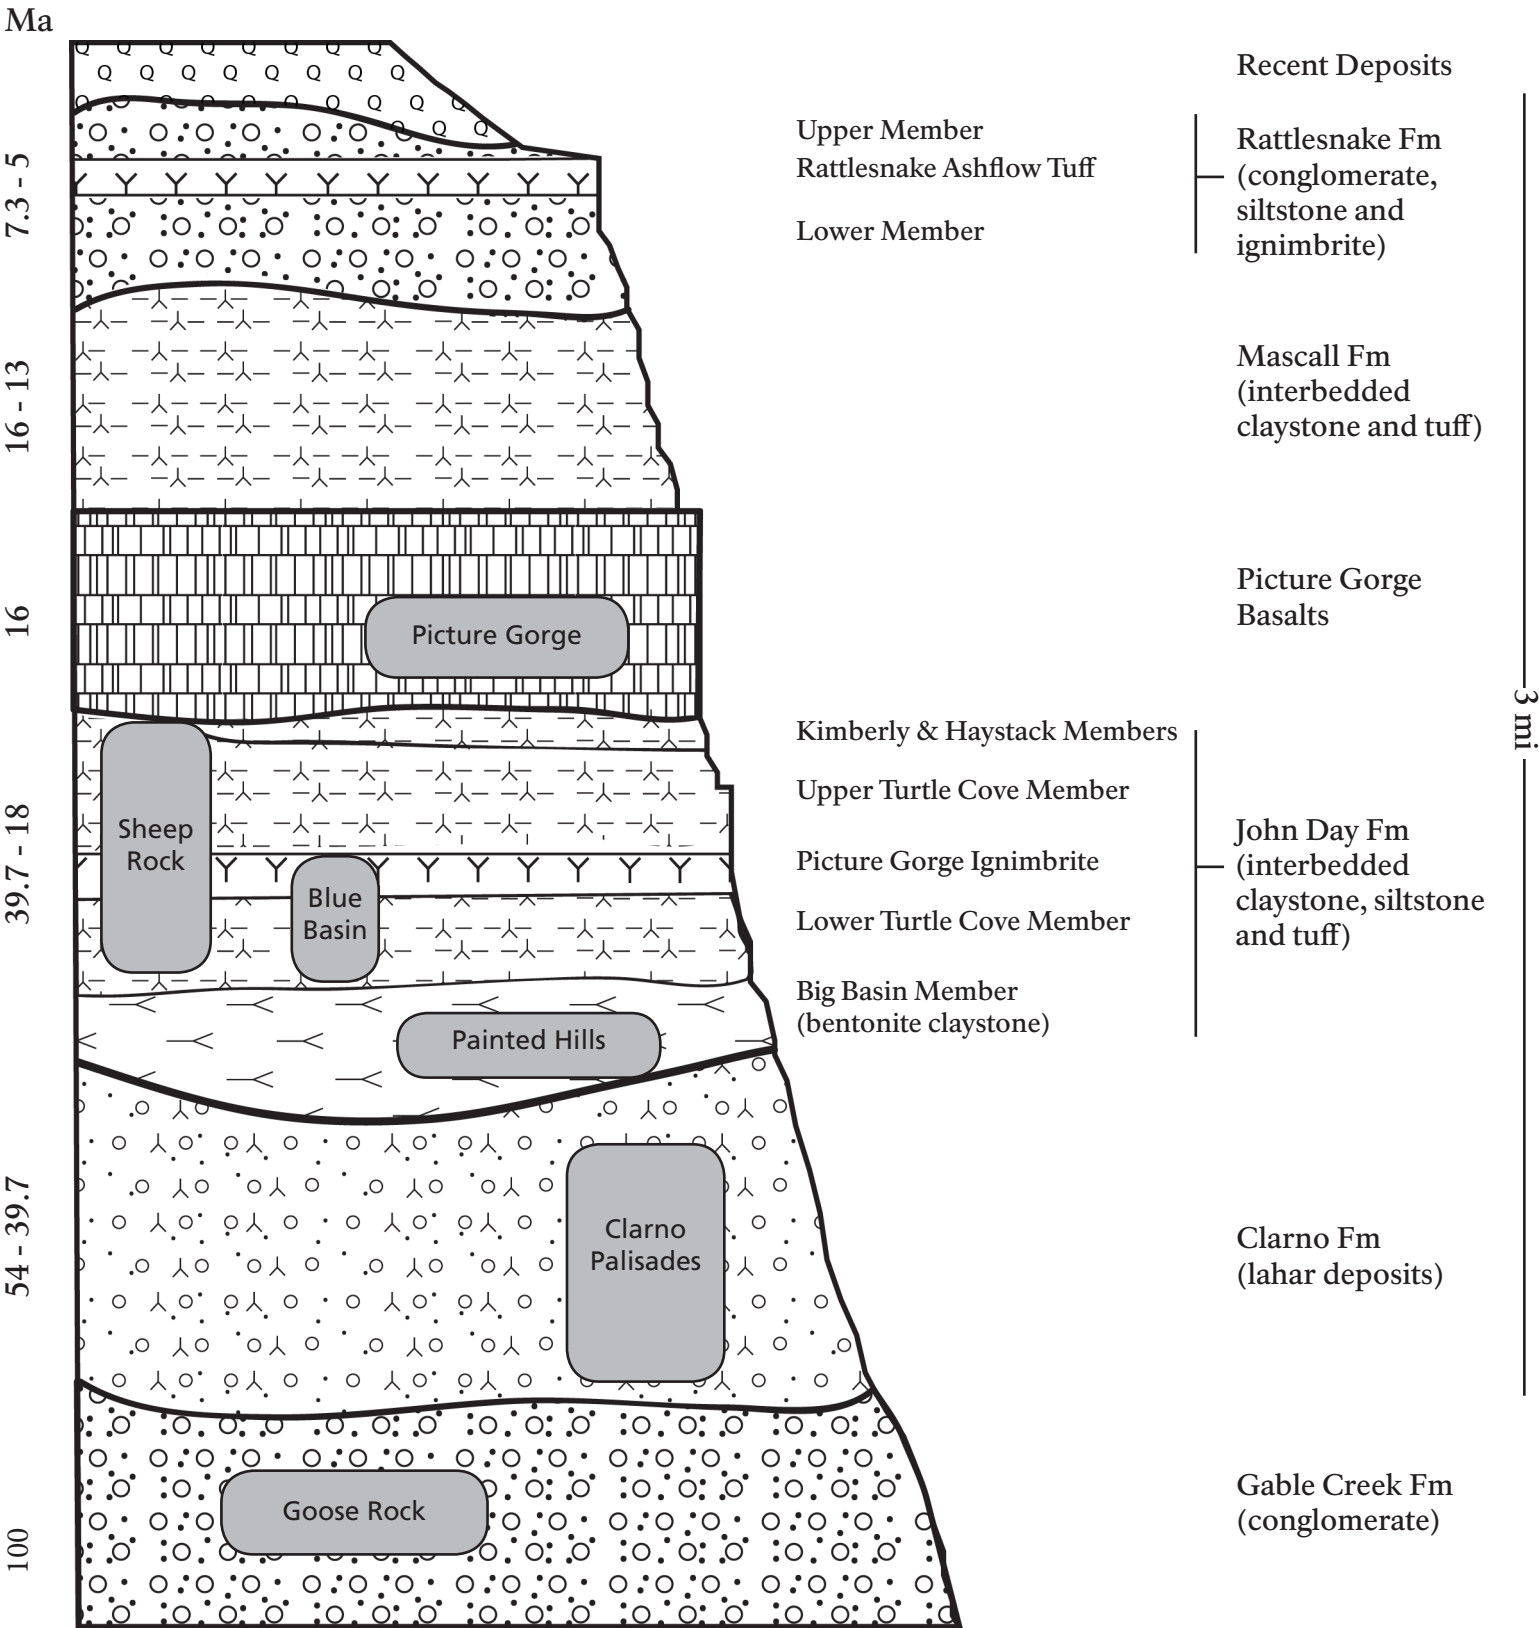 Ma
Recent Deposits
Upper Member
Rattlesnake Ashflow Tuff
Lower Member
Rattlesnake Fm
(conglomerate,
siltstone and
ignimbrite)
7.3 - 5
Mascall Fm
(interbedded
claystone and tuff)
16 - 13
Picture Gorge
Basalts
16
Picture Gorge
3 mi
Kimberly & Haystack Members
Upper Turtle Cove Member
Picture Gorge Ignimbrite
Lower Turtle Cove Member
Big Basin Member
(bentonite claystone)
John Day Fm
(interbedded
claystone, siltstone
and tuff)
39.7 - 18
Sheep
Rock
Blue
Basin
Painted Hills
54 - 39.7
Clarno
Palisades
Clarno Fm
(lahar deposits)
Goose Rock
Gable Creek Fm
(conglomerate)
100
Q Q Q Q Q Q Q Q
Q Q Q Q Q Q Q Q
Q Q Q Q Q Q Q Q Q
Q Q Q